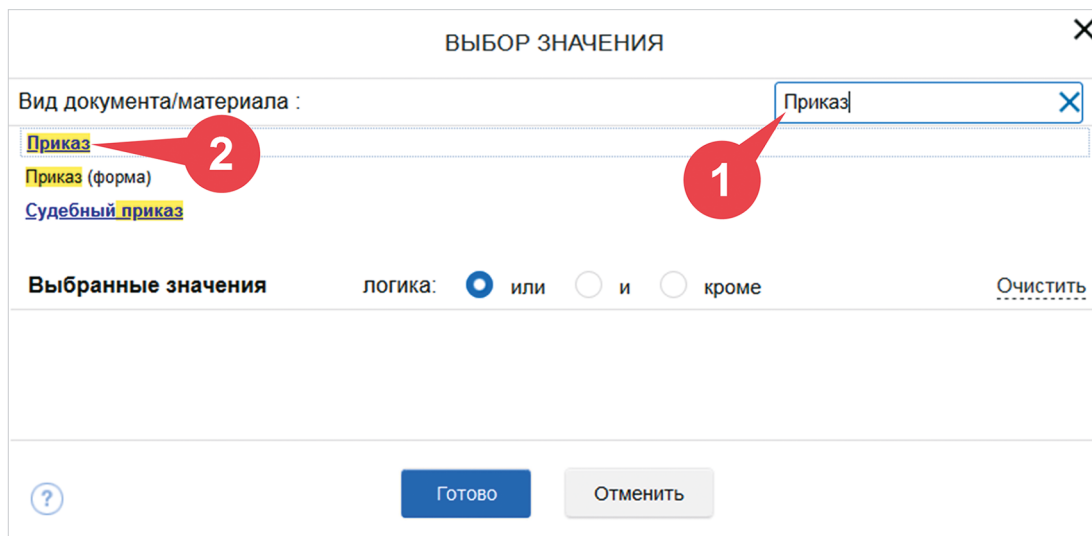 ВЫБОР ЗНАЧЕНИЯ
Вид документа/материала : Приказ
Приказ 2
1
Приказ (форма)
Судебный приказ
Выбранные значения логика: или и кроме Очистить
? Готово Отменить